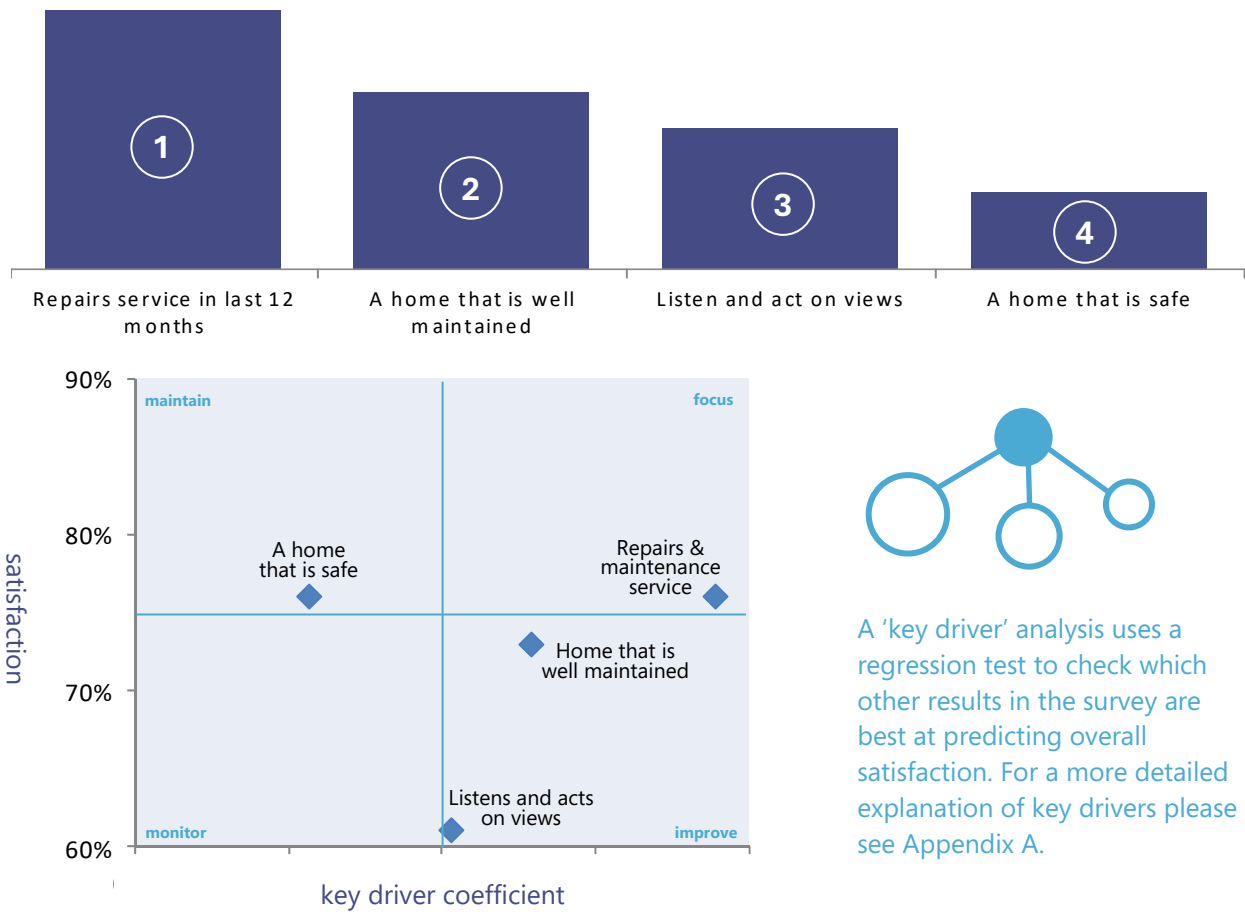 1
2
3
4
Repairs service in last 12
months
A home that is well
maintained
Listen and act on views
A home that is safe
90%
80%
70%
60%
satisfaction
maintain
focus
A home
that is safe
Repairs &
maintenance
service
Home that is
well maintained
Listens and acts
on views
monitor
improve
key driver coefficient
A ‘key driver’ analysis uses a
regression test to check which
other results in the survey are
best at predicting overall
satisfaction. For a more detailed
explanation of key drivers please
see Appendix A.